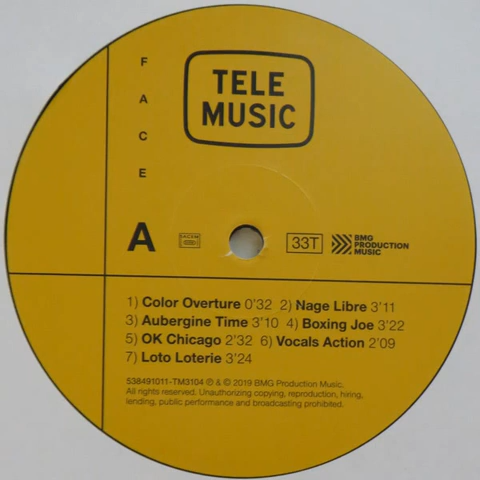 FACE
TELE
MUSIC
A
SACEM
33T
BMG
PRODUCTION
MUSIC
1) Color Overture 0'32 2) Nage Libre 3'11
3) Aubergine Time 3'10 4) Boxing Joe 3'22
5) OK Chicago 2'32 6) Vocals Action 2'09
7) Loto Loterie 3'24
538491011-TM3104 ℗ & © 2019 BMG Production Music.
All rights reserved. Unauthorizing copying, reproduction, hiring,
lending, public performance and broadcasting prohibited.